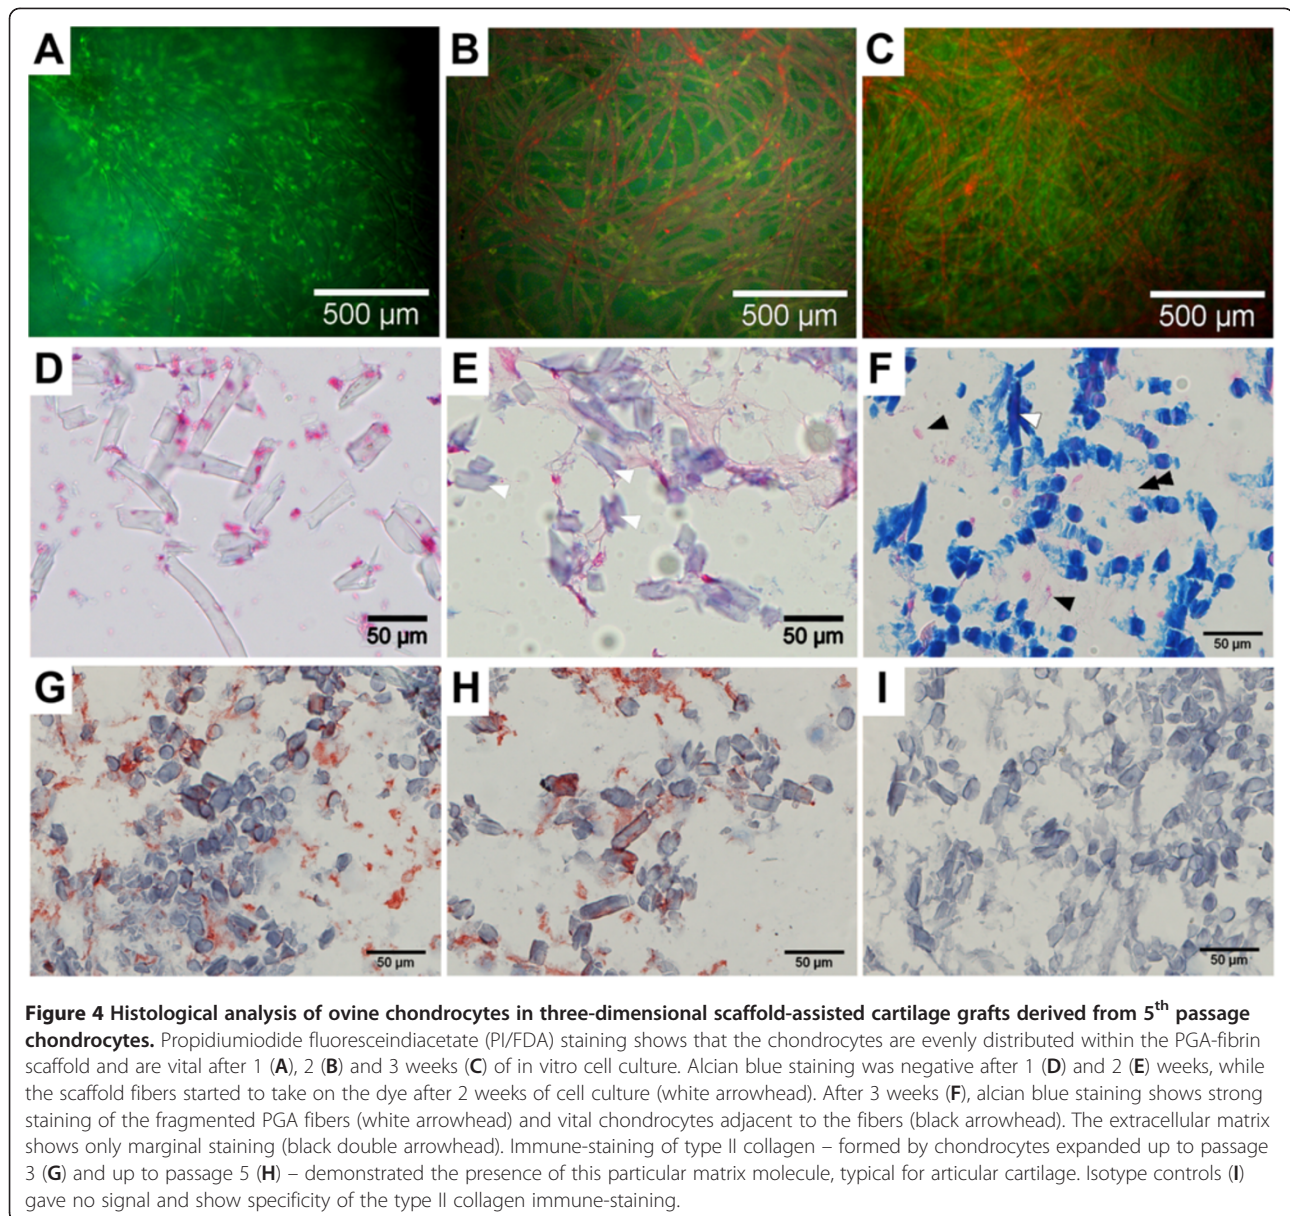 A
B
C
500 µm
500 µm
500 µm
D
E
F
50 µm
50 µm
50 µm
G
H
I
50 µm
50 µm
50 µm
Figure 4 Histological analysis of ovine chondrocytes in three-dimensional scaffold-assisted cartilage grafts derived from 5th passage
chondrocytes. Propidiumiodide fluoresceindiacetate (PI/FDA) staining shows that the chondrocytes are evenly distributed within the PGA-fibrin
scaffold and are vital after 1 (A), 2 (B) and 3 weeks (C) of in vitro cell culture. Alcian blue staining was negative after 1 (D) and 2 (E) weeks, while
the scaffold fibers started to take on the dye after 2 weeks of cell culture (white arrowhead). After 3 weeks (F), alcian blue staining shows strong
staining of the fragmented PGA fibers (white arrowhead) and vital chondrocytes adjacent to the fibers (black arrowhead). The extracellular matrix
shows only marginal staining (black double arrowhead). Immune-staining of type II collagen – formed by chondrocytes expanded up to passage
3 (G) and up to passage 5 (H) – demonstrated the presence of this particular matrix molecule, typical for articular cartilage. Isotype controls (I)
gave no signal and show specificity of the type II collagen immune-staining.